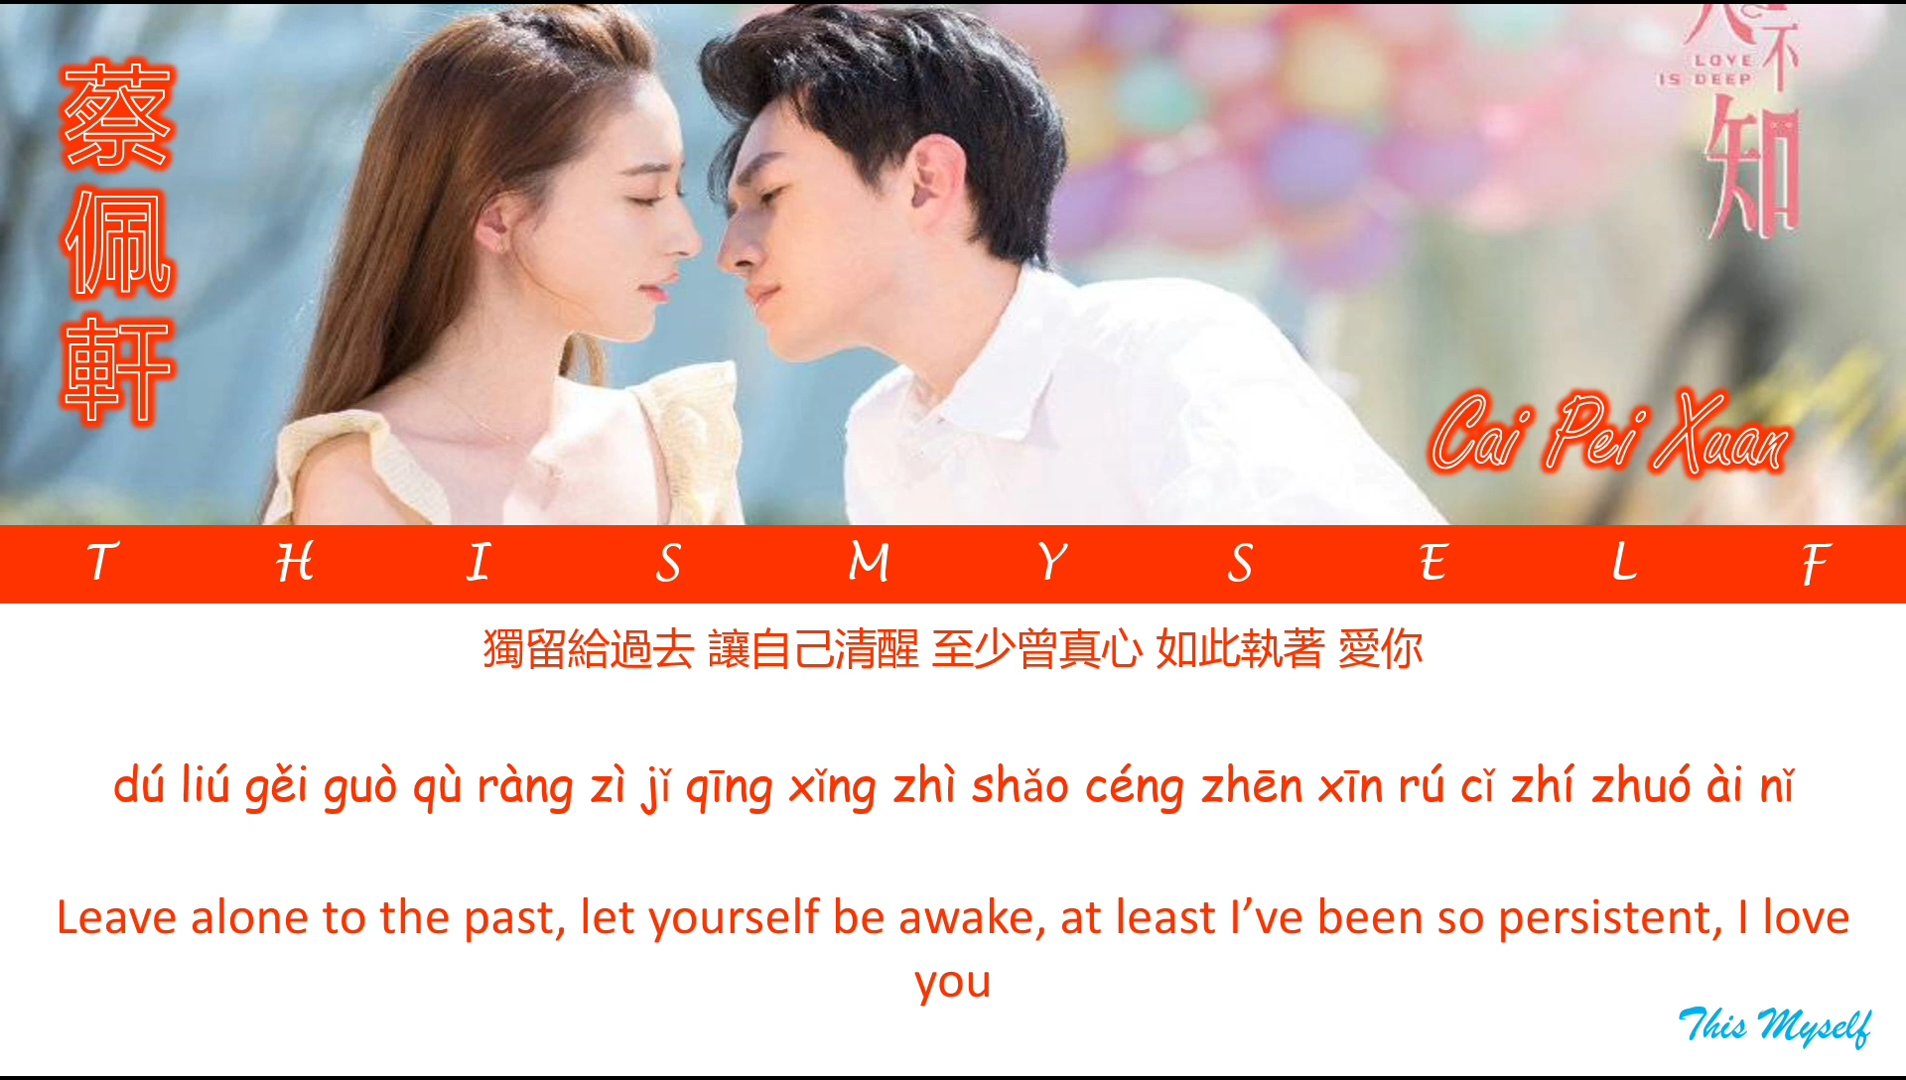 蔡佩軒
不
LOVE
IS DEEP
知
Cai Pei Xuan
T H I S M Y S E L F
獨留給過去 讓自己清醒 至少曾真心 如此執著 愛你
dú liú gěi guò qù ràng zì jǐ qīng xǐng zhì shǎo céng zhēn xīn rú cǐ zhí zhuó ài nǐ
Leave alone to the past, let yourself be awake, at least I’ve been so persistent, I love
you
This Myself